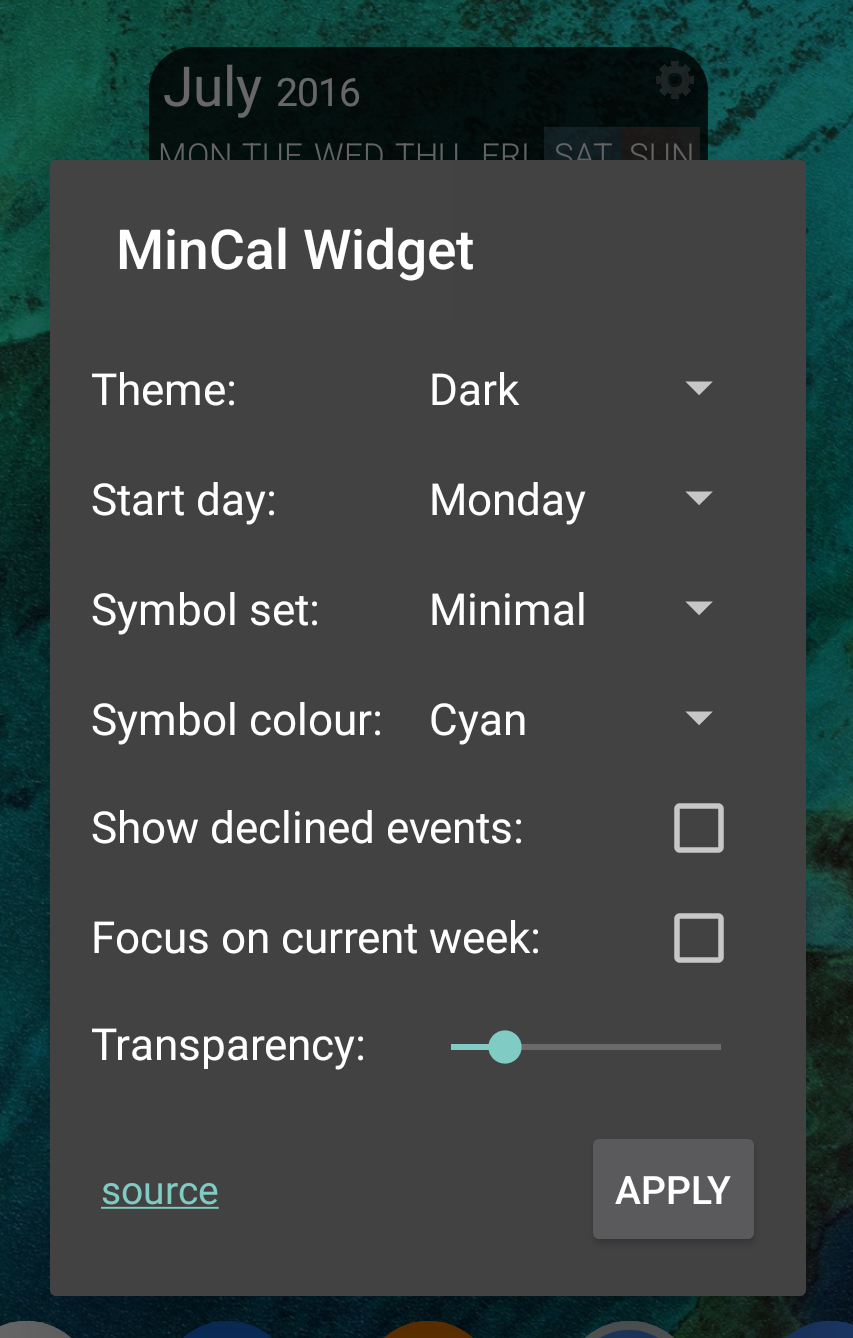 July 2016
MON TUE WED THU FRI SAT SUN
MinCal Widget
Theme: Dark
Start day: Monday
Symbol set: Minimal
Symbol colour: Cyan
Show declined events:
Focus on current week:
Transparency:
source APPLY